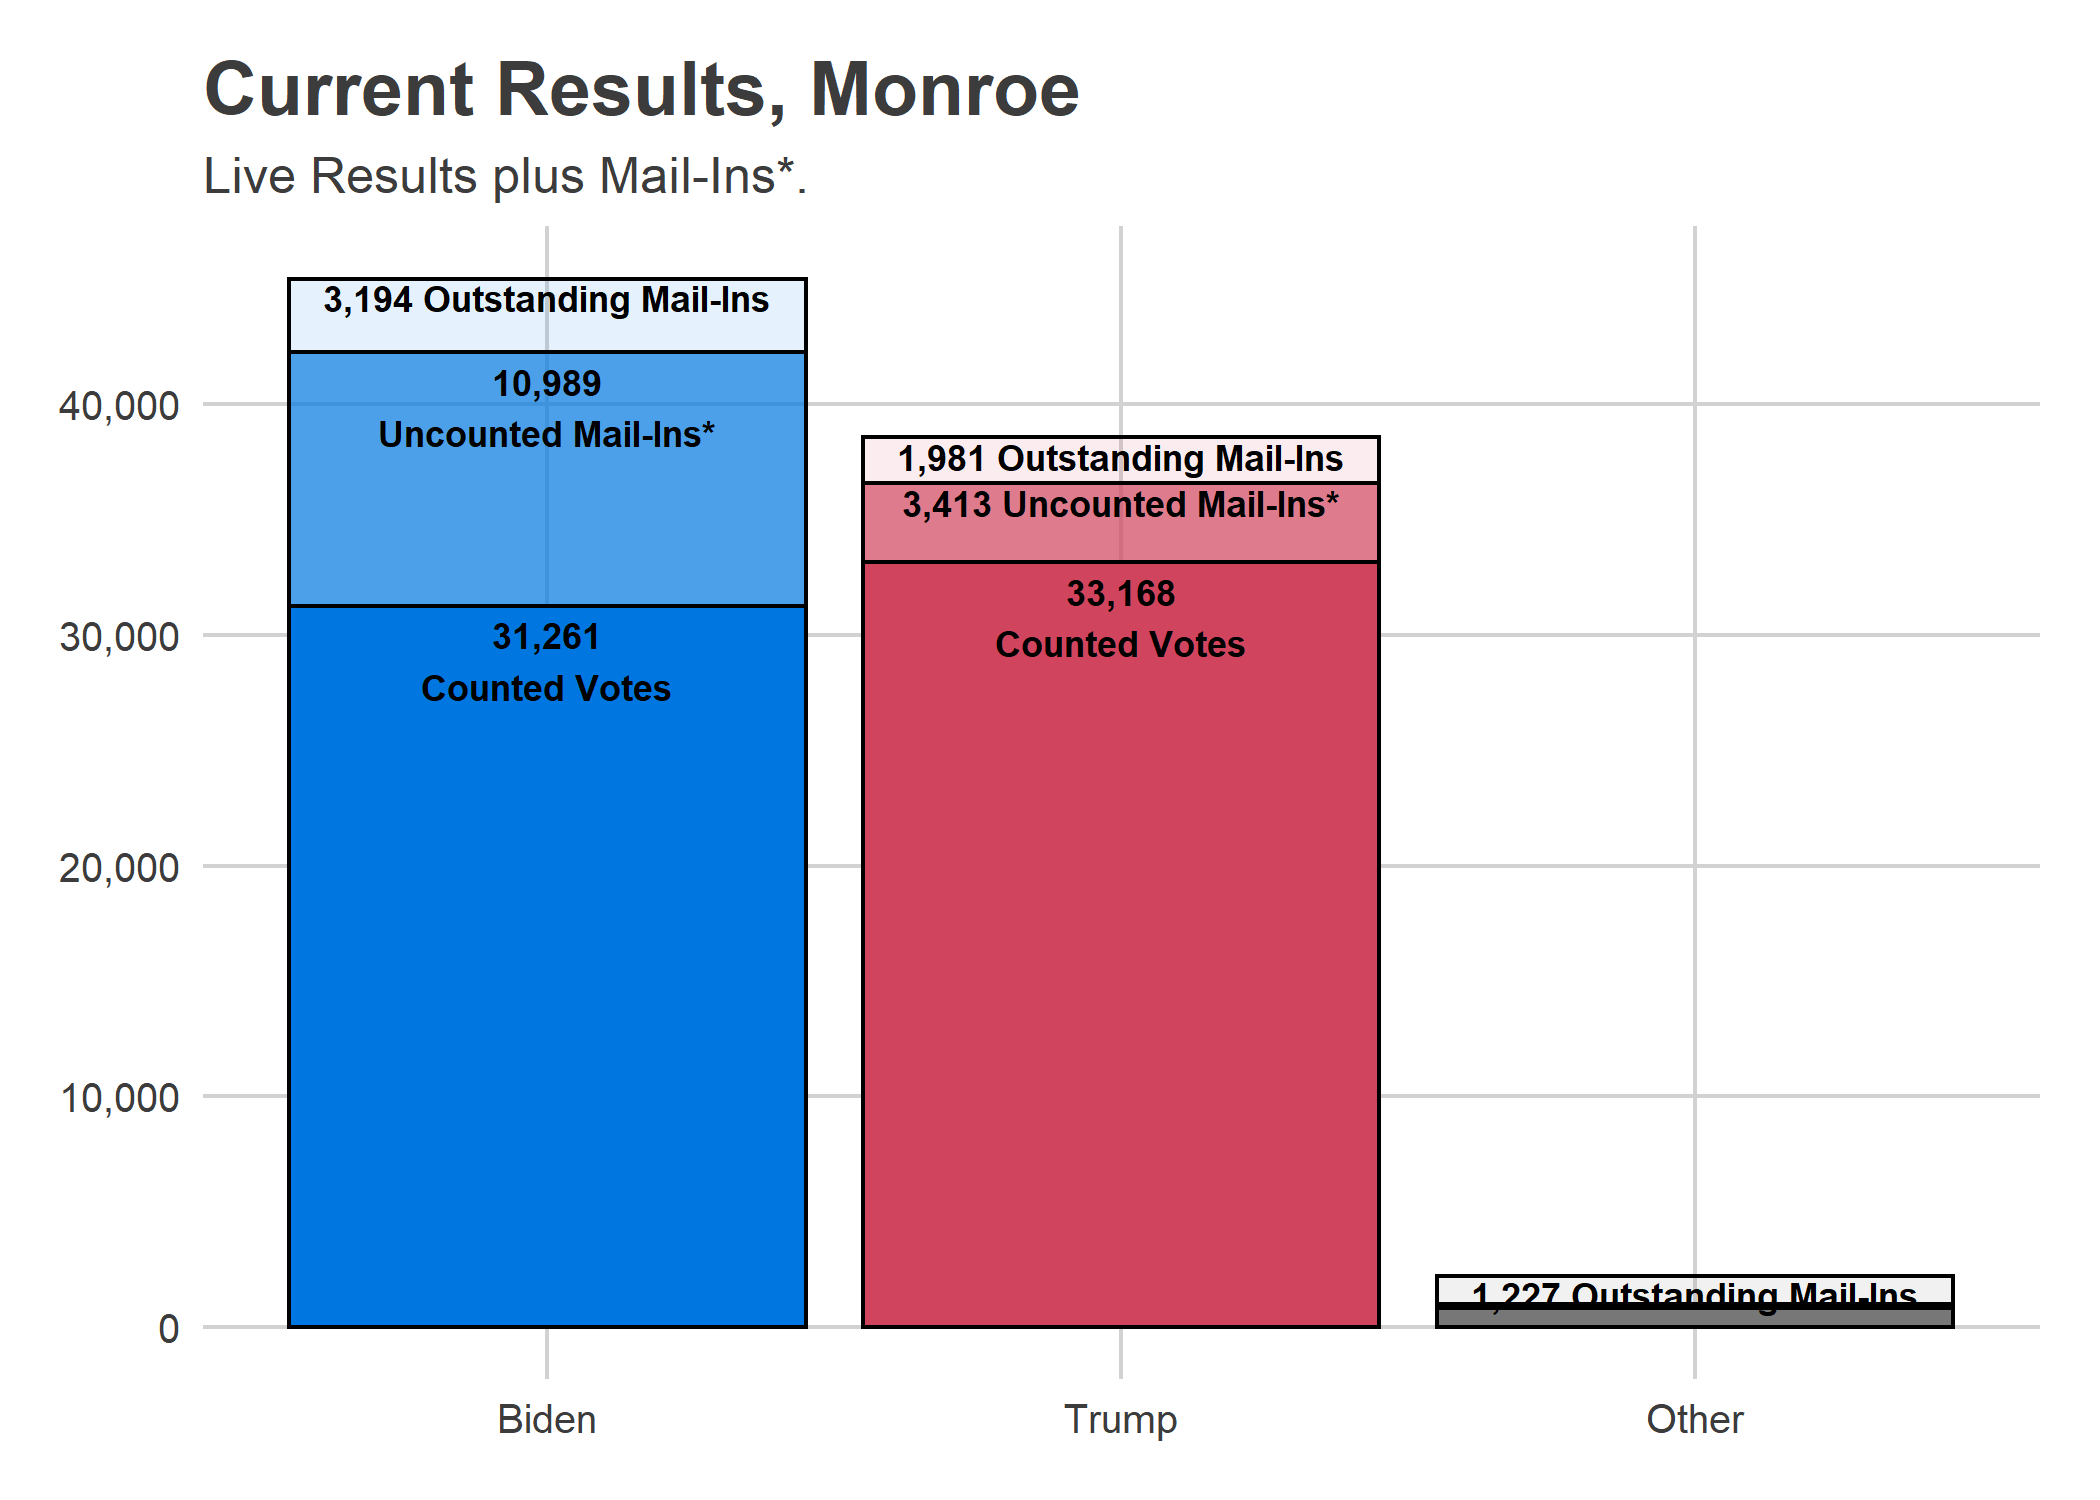 Current Results, Monroe
Live Results plus Mail-Ins*.
3,194 Outstanding Mail-Ins
10,989
Uncounted Mail-Ins*
31,261
Counted Votes
1,981 Outstanding Mail-Ins
3,413 Uncounted Mail-Ins*
33,168
Counted Votes
1,227 Outstanding Mail-Ins
40,000
30,000
20,000
10,000
0
Biden
Trump
Other